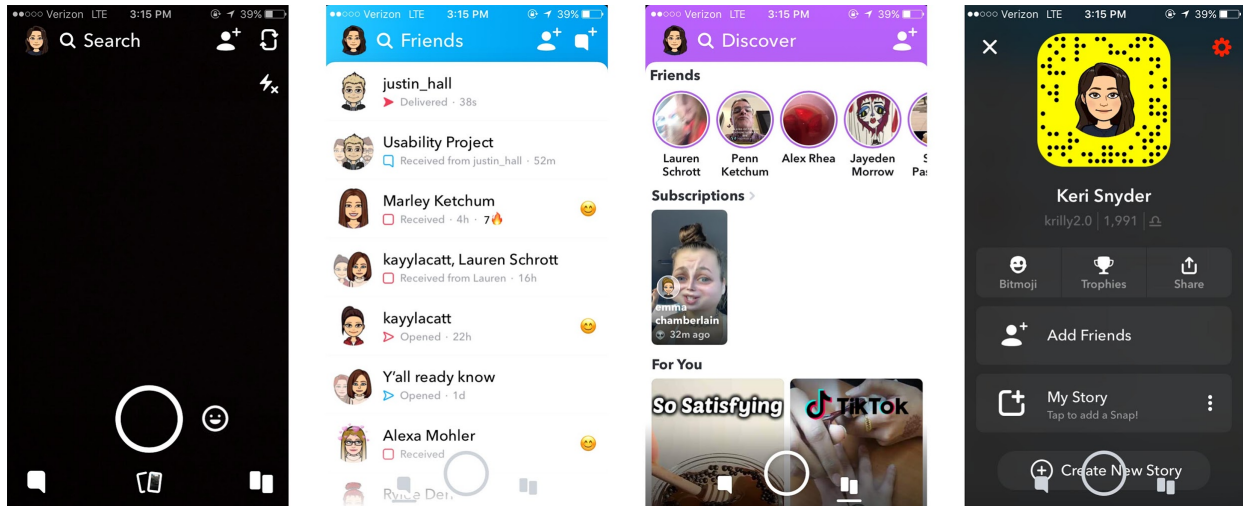 Verizon LTE 3:15 PM 39%
Search
Verizon LTE 3:15 PM 39%
Friends
justin_hall
Delivered · 38s
Usability Project
Received from justin_hall · 52m
Marley Ketchum
Received · 4h · 7🔥
kayylacatt, Lauren Schrott
Received from Lauren · 16h
kayylacatt
Opened · 22h
Y'all ready know
Opened · 1d
Alexa Mohler
Received
Verizon LTE 3:15 PM 39%
Discover
Friends
Lauren Schrott
Penn Ketchum
Alex Rhea
Jayeden Morrow
Subscriptions >
emma
chamberlain
32m ago
For You
So Satisfying
TikTok
Verizon LTE 3:15 PM 39%
Keri Snyder
krilly2.0 | 1,991 | ♎
Bitmoji Trophies Share
Add Friends
My Story
Tap to add a Snap!
Create New Story